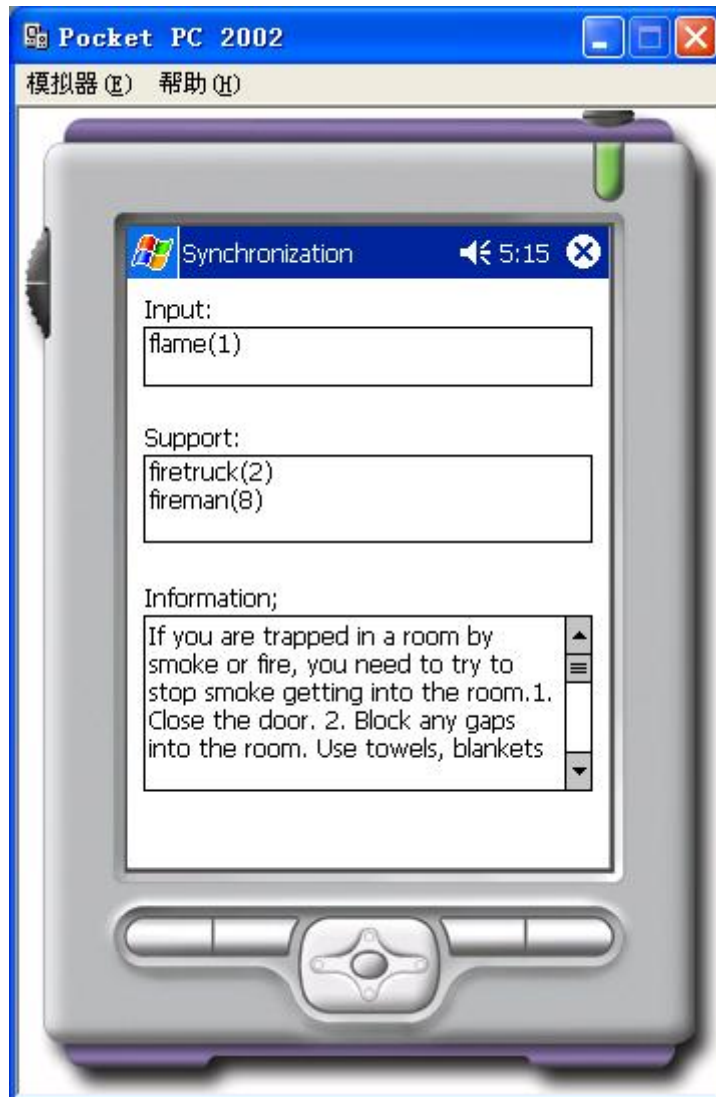 Pocket PC 2002
模拟器(E) 帮助(H)
Synchronization 5:15
Input:
flame(1)
Support:
firetruck(2)
fireman(8)
Information;
If you are trapped in a room by
smoke or fire, you need to try to
stop smoke getting into the room.1.
Close the door. 2. Block any gaps
into the room. Use towels, blankets